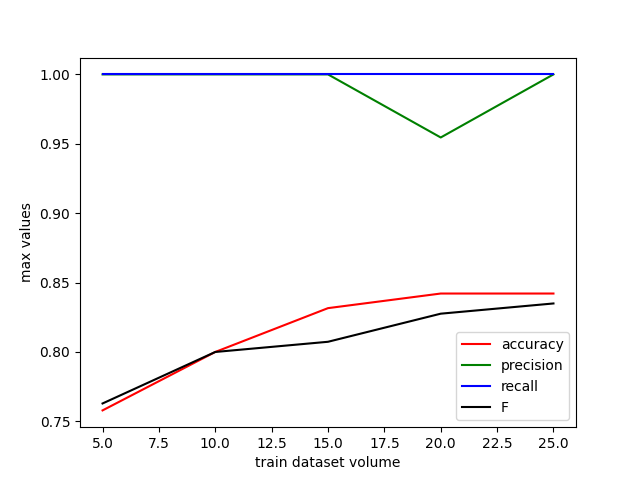 1.00
0.95
0.90
0.85
0.80
0.75
max values
5.0 7.5 10.0 12.5 15.0 17.5 20.0 22.5 25.0
train dataset volume
accuracy
precision
recall
F